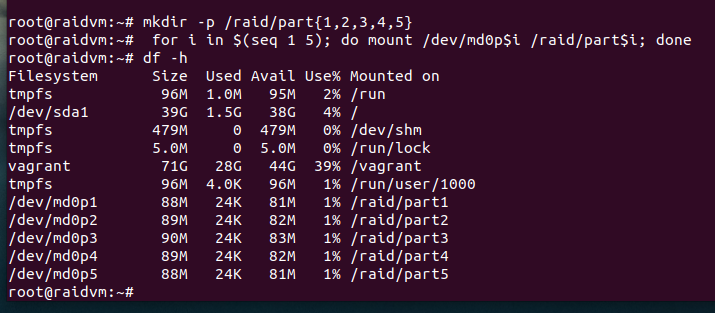 root@raidvm:~# mkdir -p /raid/part{1,2,3,4,5}
root@raidvm:~#  for i in $(seq 1 5); do mount /dev/md0p$i /raid/part$i; done
root@raidvm:~# df -h
Filesystem      Size  Used Avail Use% Mounted on
tmpfs            96M  1.0M   95M   2% /run
/dev/sda1        39G  1.5G   38G   4% /
tmpfs           479M     0  479M   0% /dev/shm
tmpfs           5.0M     0  5.0M   0% /run/lock
vagrant          71G   28G   44G  39% /vagrant
tmpfs            96M  4.0K   96M   1% /run/user/1000
/dev/md0p1       88M   24K   81M   1% /raid/part1
/dev/md0p2       89M   24K   82M   1% /raid/part2
/dev/md0p3       90M   24K   83M   1% /raid/part3
/dev/md0p4       89M   24K   82M   1% /raid/part4
/dev/md0p5       88M   24K   81M   1% /raid/part5
root@raidvm:~#